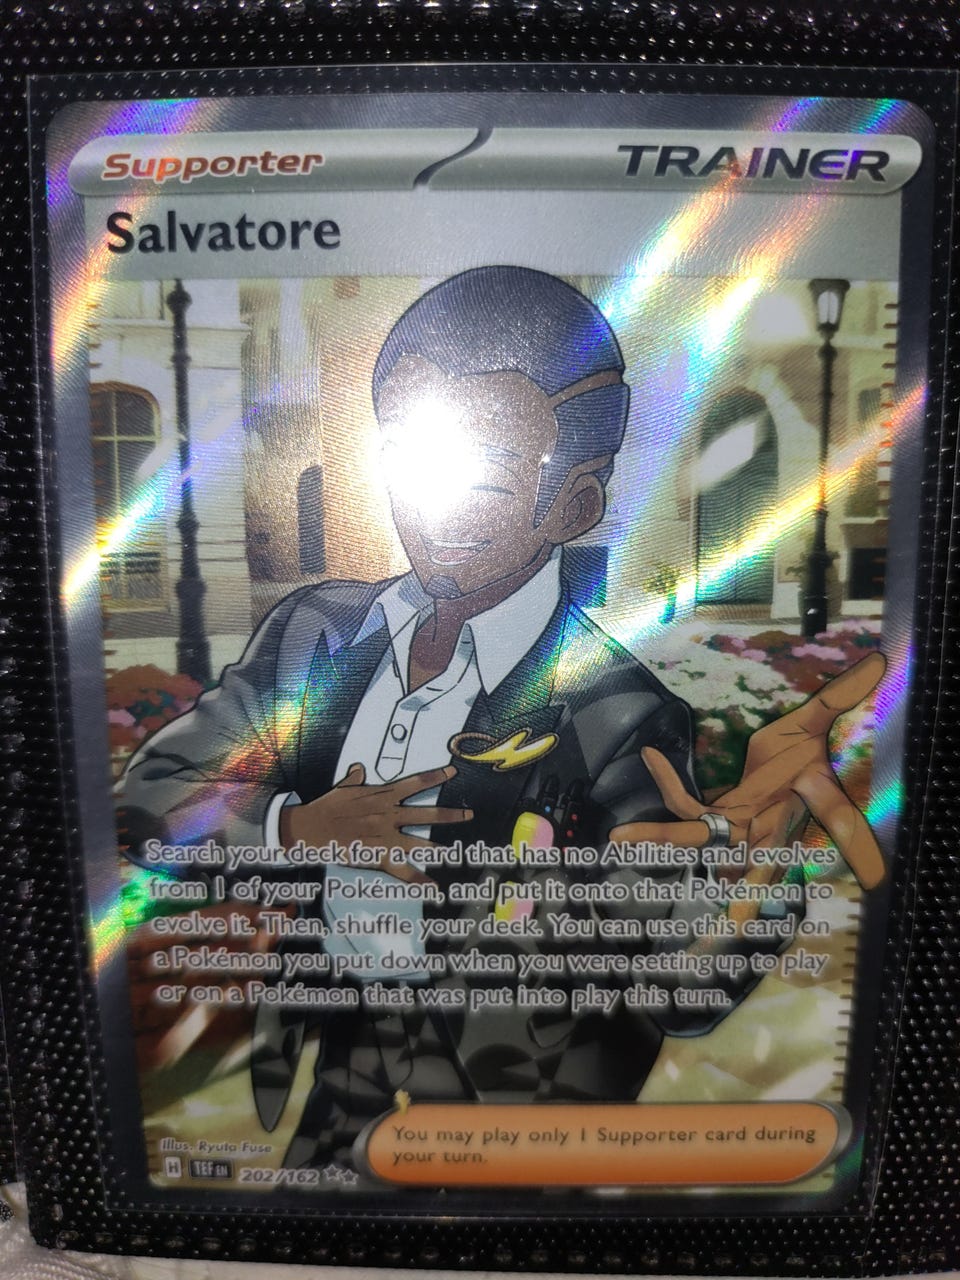 Supporter
TRAINER
Salvatore
Search your deck for a card that has no Abilities and evolves
from 1 of your Pokémon, and put it onto that Pokémon to
evolve it. Then, shuffle your deck. You can use this card on
a Pokémon you put down when you were setting up to play
or on a Pokémon that was put into play this turn.
You may play only 1 Supporter card during
your turn.
Illus. Ryuta Fuse
H TEF EN 202/162 ★★